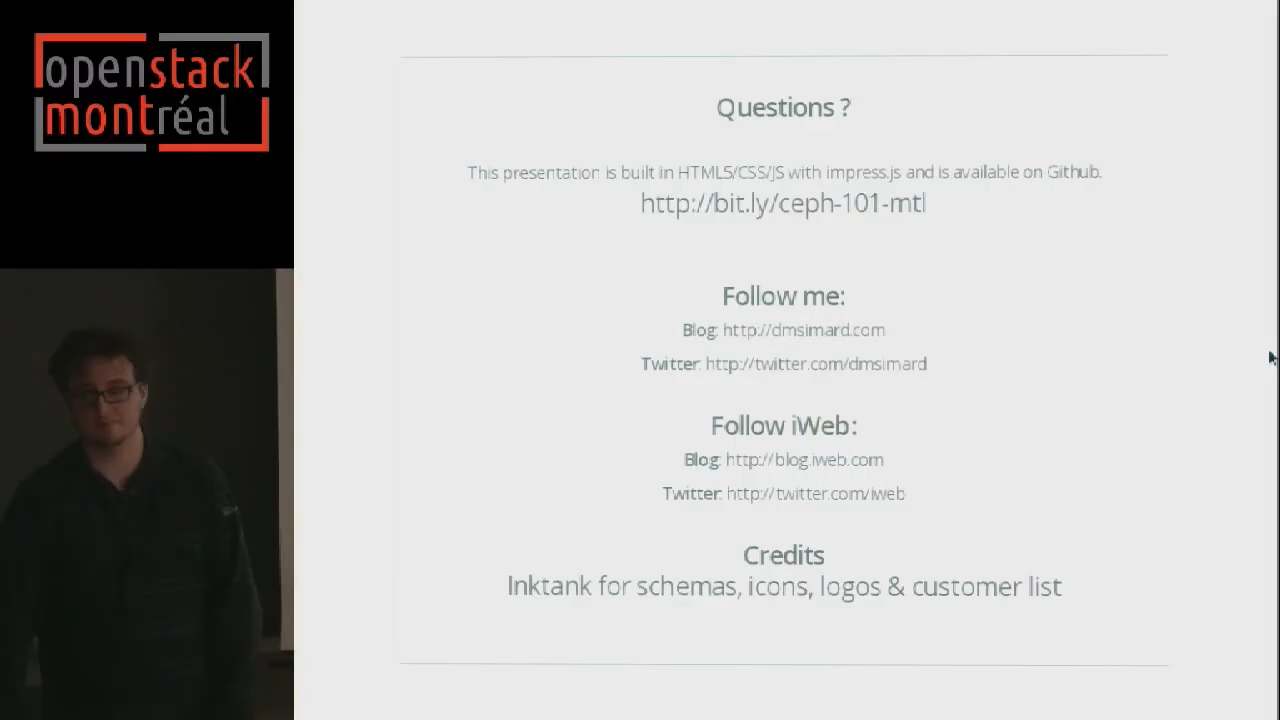 openstack
montréal
Questions ?
This presentation is built in HTML5/CSS/JS with impress.js and is available on Github.
http://bit.ly/ceph-101-mtl
Follow me:
Blog: http://dmsimard.com
Twitter: http://twitter.com/dmsimard
Follow iWeb:
Blog: http://blog.iweb.com
Twitter: http://twitter.com/iweb
Credits
Inktank for schemas, icons, logos & customer list